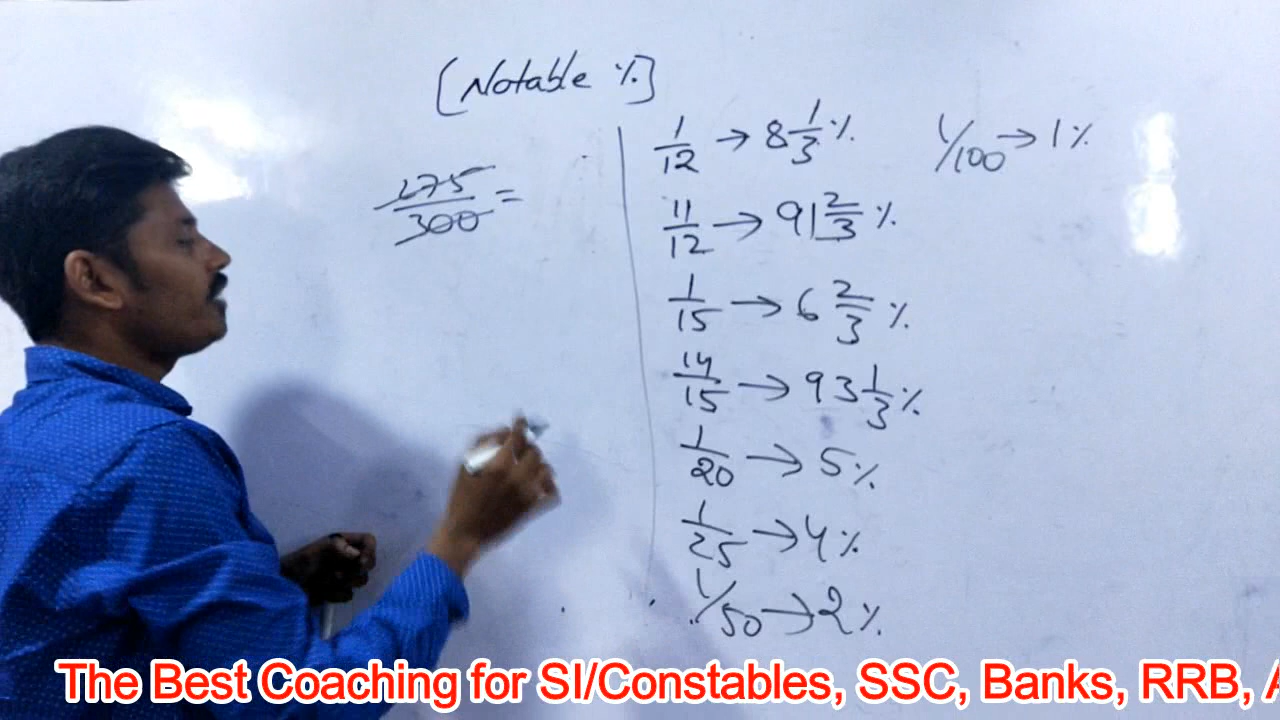 [Notable %]
275/300 =
1/12 → 8 1/3 %
11/12 → 91 2/3 %
1/15 → 6 2/3 %
14/15 → 93 1/3 %
1/20 → 5 %
1/25 → 4 %
1/50 → 2 %
1/100 → 1 %
The Best Coaching for SI/Constables, SSC, Banks, RRB, A